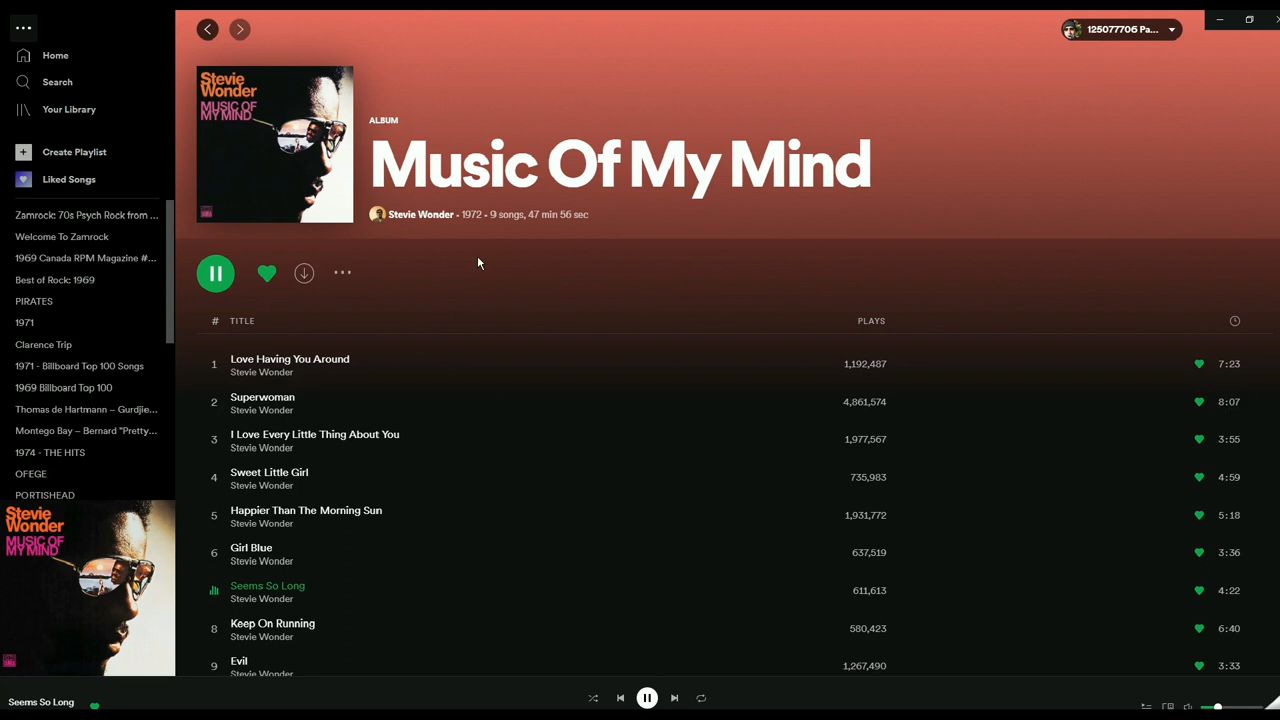 Home
Search
Your Library
Create Playlist
Liked Songs
Zamrock: 70s Psych Rock from ...
Welcome To Zamrock
1969 Canada RPM Magazine #...
Best of Rock: 1969
PIRATES
1971
Clarence Trip
1971 - Billboard Top 100 Songs
1969 Billboard Top 100
Thomas de Hartmann – Gurdjie...
Montego Bay – Bernard "Pretty...
1974 - THE HITS
OFEGE
PORTISHEAD
Stevie
Wonder
MUSIC OF
MY MIND
125077706 Pa...
Stevie
Wonder
MUSIC OF
MY MIND
ALBUM
Music Of My Mind
Stevie Wonder • 1972 • 9 songs, 47 min 56 sec
# TITLE PLAYS
1 Love Having You Around 1,192,487 7:23
Stevie Wonder
2 Superwoman 4,861,574 8:07
Stevie Wonder
3 I Love Every Little Thing About You 1,977,567 3:55
Stevie Wonder
4 Sweet Little Girl 735,983 4:59
Stevie Wonder
5 Happier Than The Morning Sun 1,931,772 5:18
Stevie Wonder
6 Girl Blue 637,519 3:36
Stevie Wonder
Seems So Long 611,613 4:22
Stevie Wonder
8 Keep On Running 580,423 6:40
Stevie Wonder
9 Evil 1,267,490 3:33
Stevie Wonder
Seems So Long